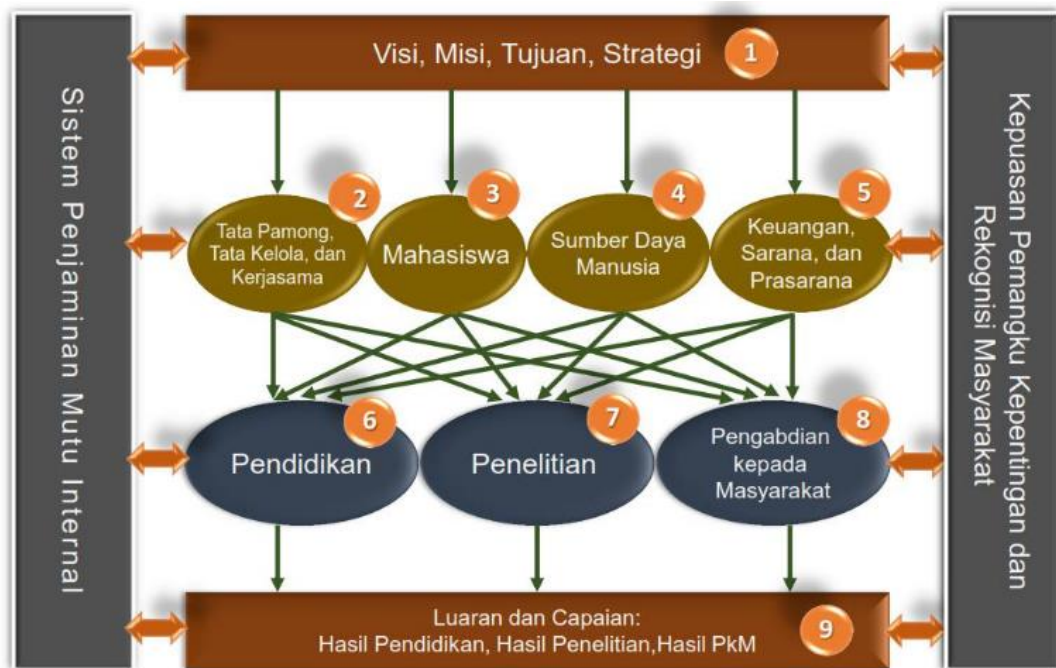 Sistem Penjaminan Mutu Internal
Visi, Misi, Tujuan, Strategi
1
2
Tata Pamong,
Tata Kelola, dan
Kerjasama
3
Mahasiswa
4
Sumber Daya
Manusia
5
Keuangan,
Sarana, dan
Prasarana
6
Pendidikan
7
Penelitian
8
Pengabdian
kepada
Masyarakat
Luaran dan Capaian:
Hasil Pendidikan, Hasil Penelitian,Hasil PkM
9
Kepuasan Pemangku Kepentingan dan
Rekognisi Masyarakat